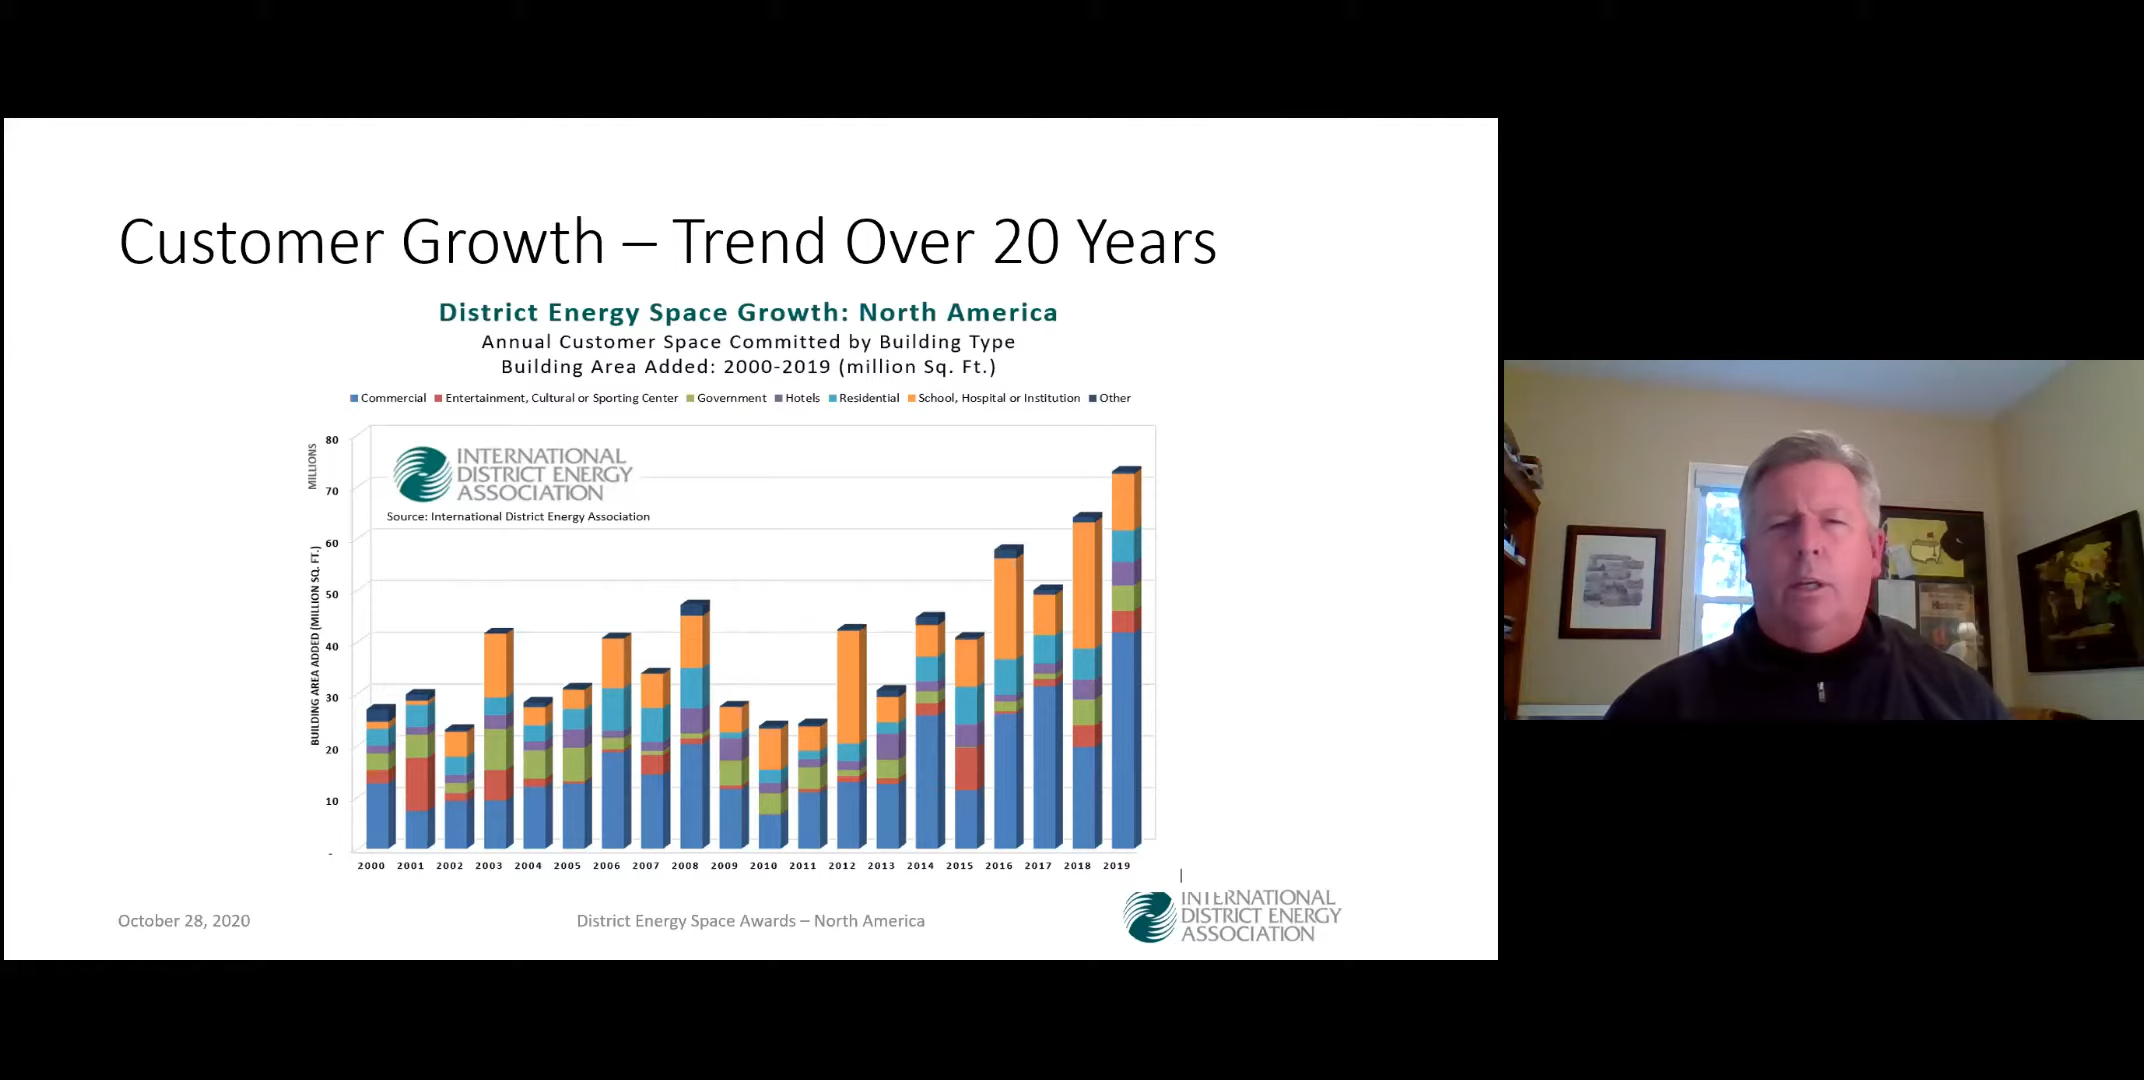 Customer Growth – Trend Over 20 Years
District Energy Space Growth: North America
Annual Customer Space Committed by Building Type
Building Area Added: 2000-2019 (million Sq. Ft.)
Commercial Entertainment, Cultural or Sporting Center Government Hotels Residential School, Hospital or Institution Other
MILLIONS
BUILDING AREA ADDED (MILLION SQ. FT.)
80
70
60
50
40
30
20
10
-
INTERNATIONAL
DISTRICT ENERGY
ASSOCIATION
Source: International District Energy Association
2000 2001 2002 2003 2004 2005 2006 2007 2008 2009 2010 2011 2012 2013 2014 2015 2016 2017 2018 2019
October 28, 2020
District Energy Space Awards – North America
INTERNATIONAL
DISTRICT ENERGY
ASSOCIATION